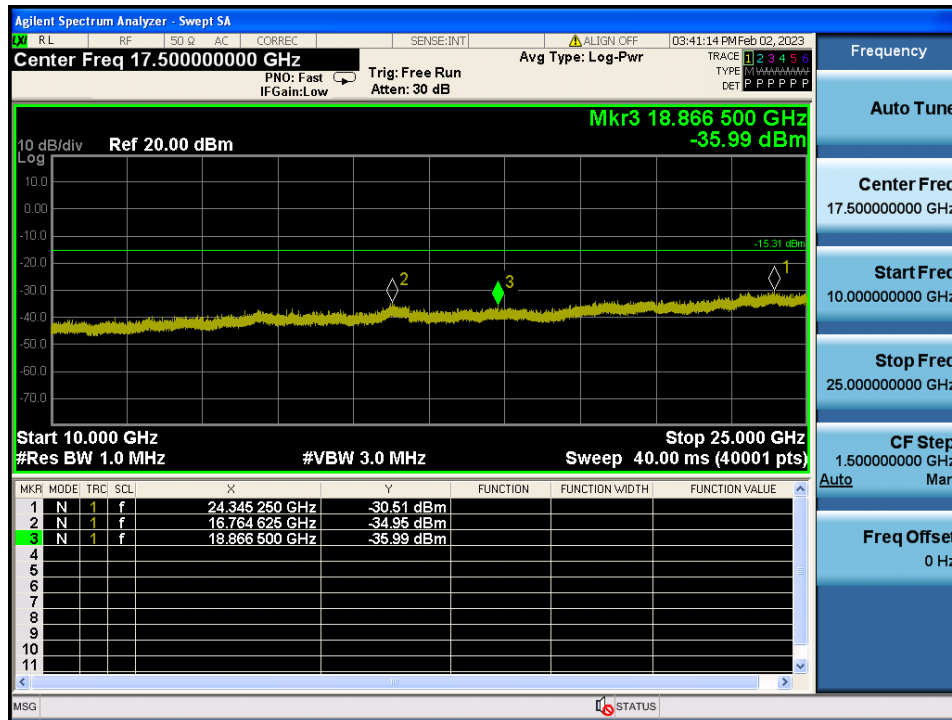 Agilent Spectrum Analyzer - Swept SA
LXI RL RF 50 Ω AC CORREC SENSE:INT ALIGN OFF 03:41:14 PM Feb 02, 2023
Center Freq 17.500000000 GHz
PNO: Fast
IFGain:Low
Trig: Free Run
Atten: 30 dB
Avg Type: Log-Pwr
TRACE 1 2 3 4 5 6
TYPE M WWWWW
DET P P P P P P
Mkr3 18.866 500 GHz
-35.99 dBm
10 dB/div Ref 20.00 dBm
Log
10.0
0.00
-10.0
-15.31 dBm
-20.0
-30.0
-40.0
-50.0
-60.0
-70.0
2
3
1
Start 10.000 GHz Stop 25.000 GHz
#Res BW 1.0 MHz #VBW 3.0 MHz Sweep 40.00 ms (40001 pts)
MKR MODE TRC SCL X Y FUNCTION FUNCTION WIDTH FUNCTION VALUE
1 N 1 f 24.345 250 GHz -30.51 dBm
2 N 1 f 16.764 625 GHz -34.95 dBm
3 N 1 f 18.866 500 GHz -35.99 dBm
4
5
6
7
8
9
10
11
MSG STATUS
Frequency
Auto Tune
Center Freq
17.500000000 GHz
Start Freq
10.000000000 GHz
Stop Freq
25.000000000 GHz
CF Step
1.500000000 GHz
Auto Man
Freq Offset
0 Hz